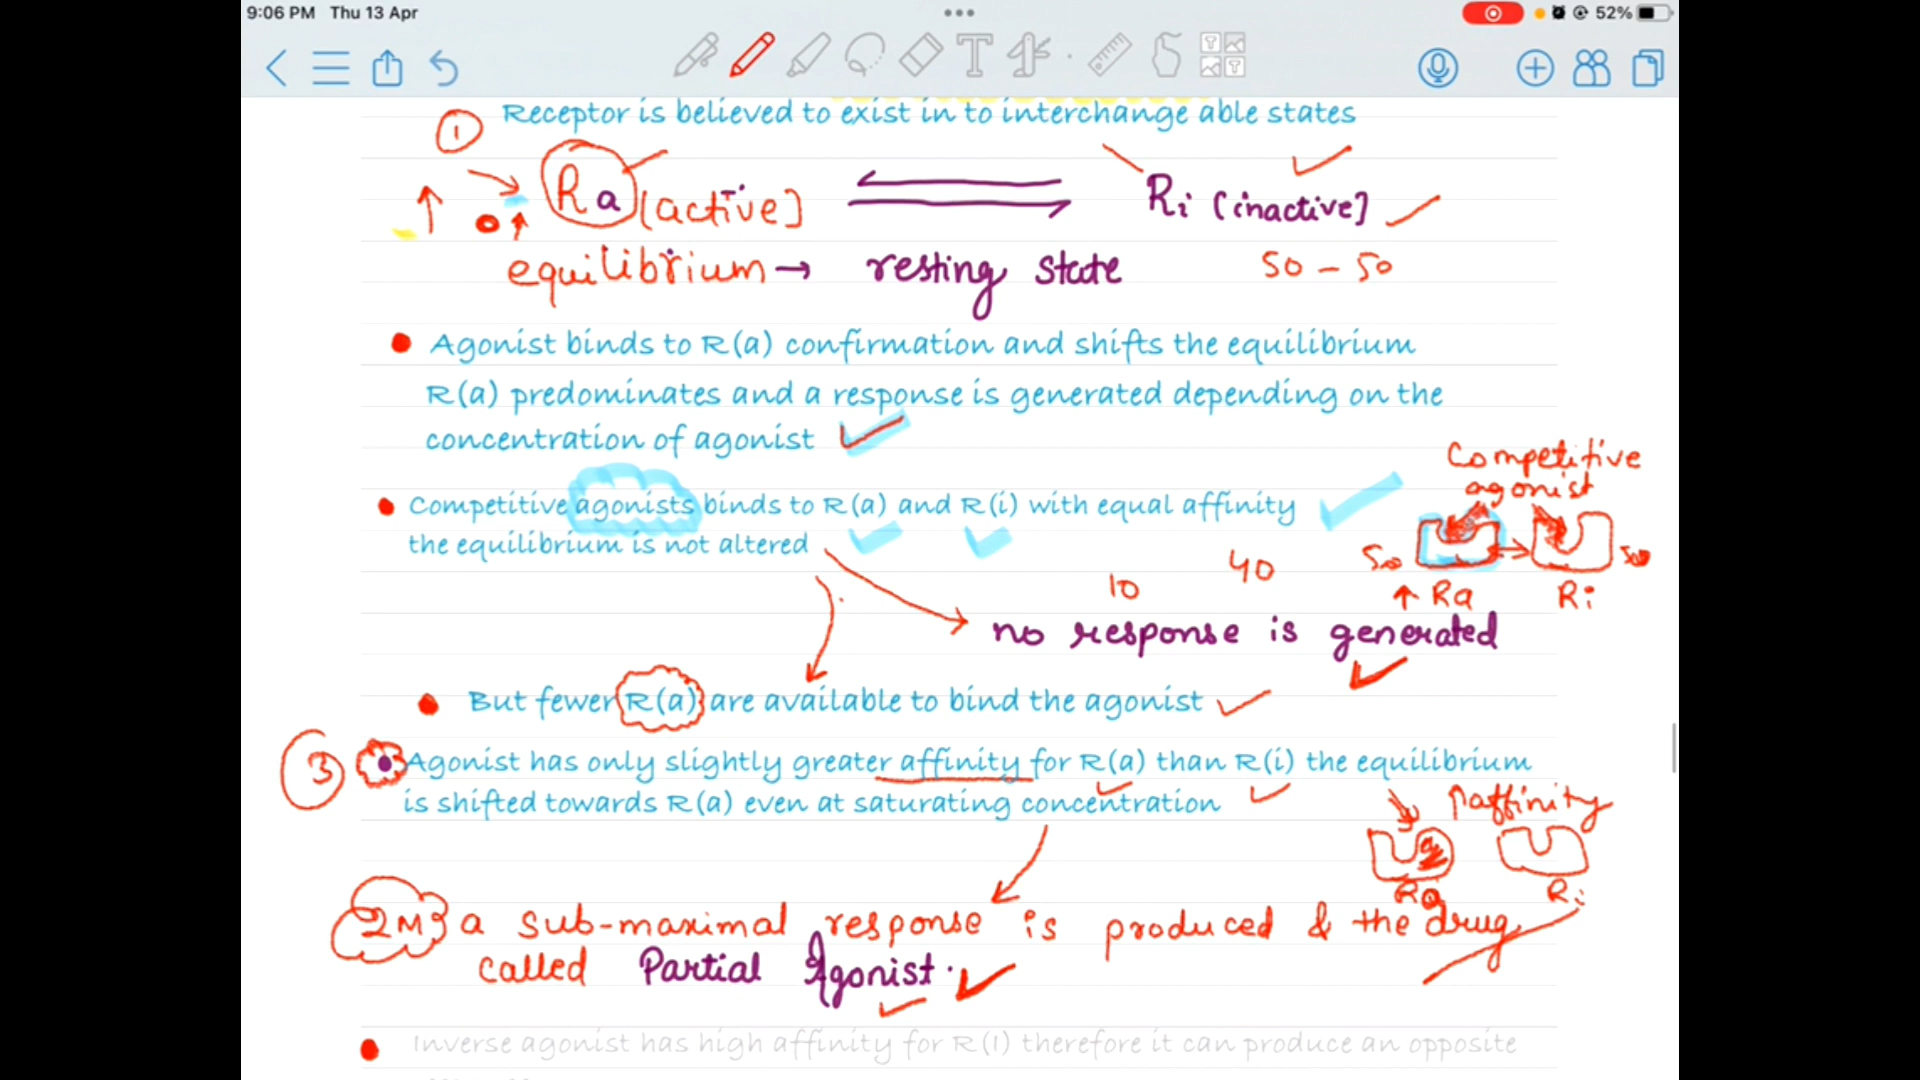 9:06 PM Thu 13 Apr
52%
Receptor is believed to exist in to interchange able states
1
Ra (active] Ri [inactive]
equilibrium → resting state 50 - 50
Agonist binds to R(a) confirmation and shifts the equilibrium
R(a) predominates and a response is generated depending on the
concentration of agonist
Competitive
agonist
Competitive agonists binds to R(a) and R(i) with equal affinity
the equilibrium is not altered
50 50
10 40
↑ Ra Ri
no response is generated
But fewer R(a) are available to bind the agonist
3 Agonist has only slightly greater affinity for R(a) than R(i) the equilibrium
is shifted towards R(a) even at saturating concentration
↑affinity
Ra Ri
2M3 a sub-maximal response is produced & the drug
called Partial Agonist.
Inverse agonist has high affinity for R(I) therefore it can produce an opposite